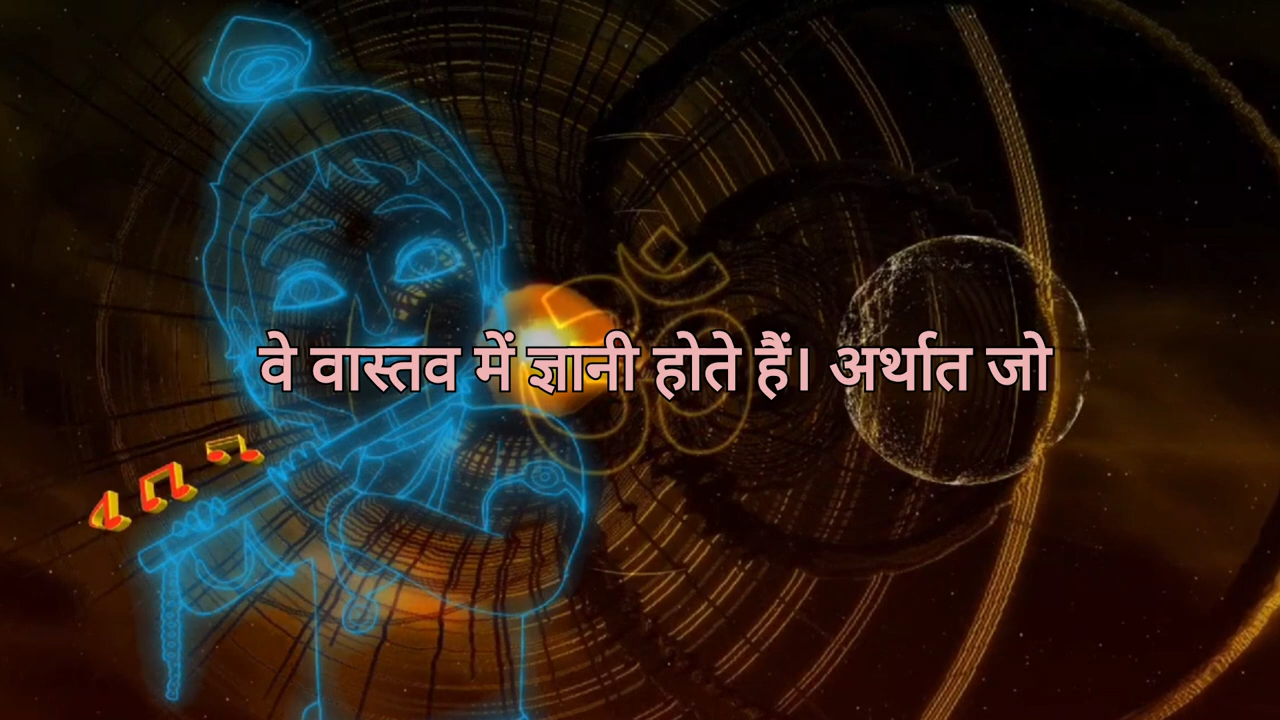 वे वास्तव में ज्ञानी होते हैं। अर्थात जो